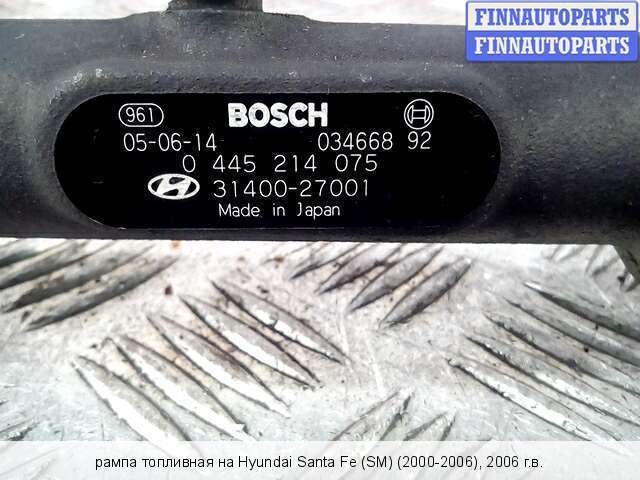 FINNAUTOPARTS
FINNAUTOPARTS
961 BOSCH
05-06-14 034668 92
0 445 214 075
31400-27001
Made in Japan
рампа топливная на Hyundai Santa Fe (SM) (2000-2006), 2006 г.в.